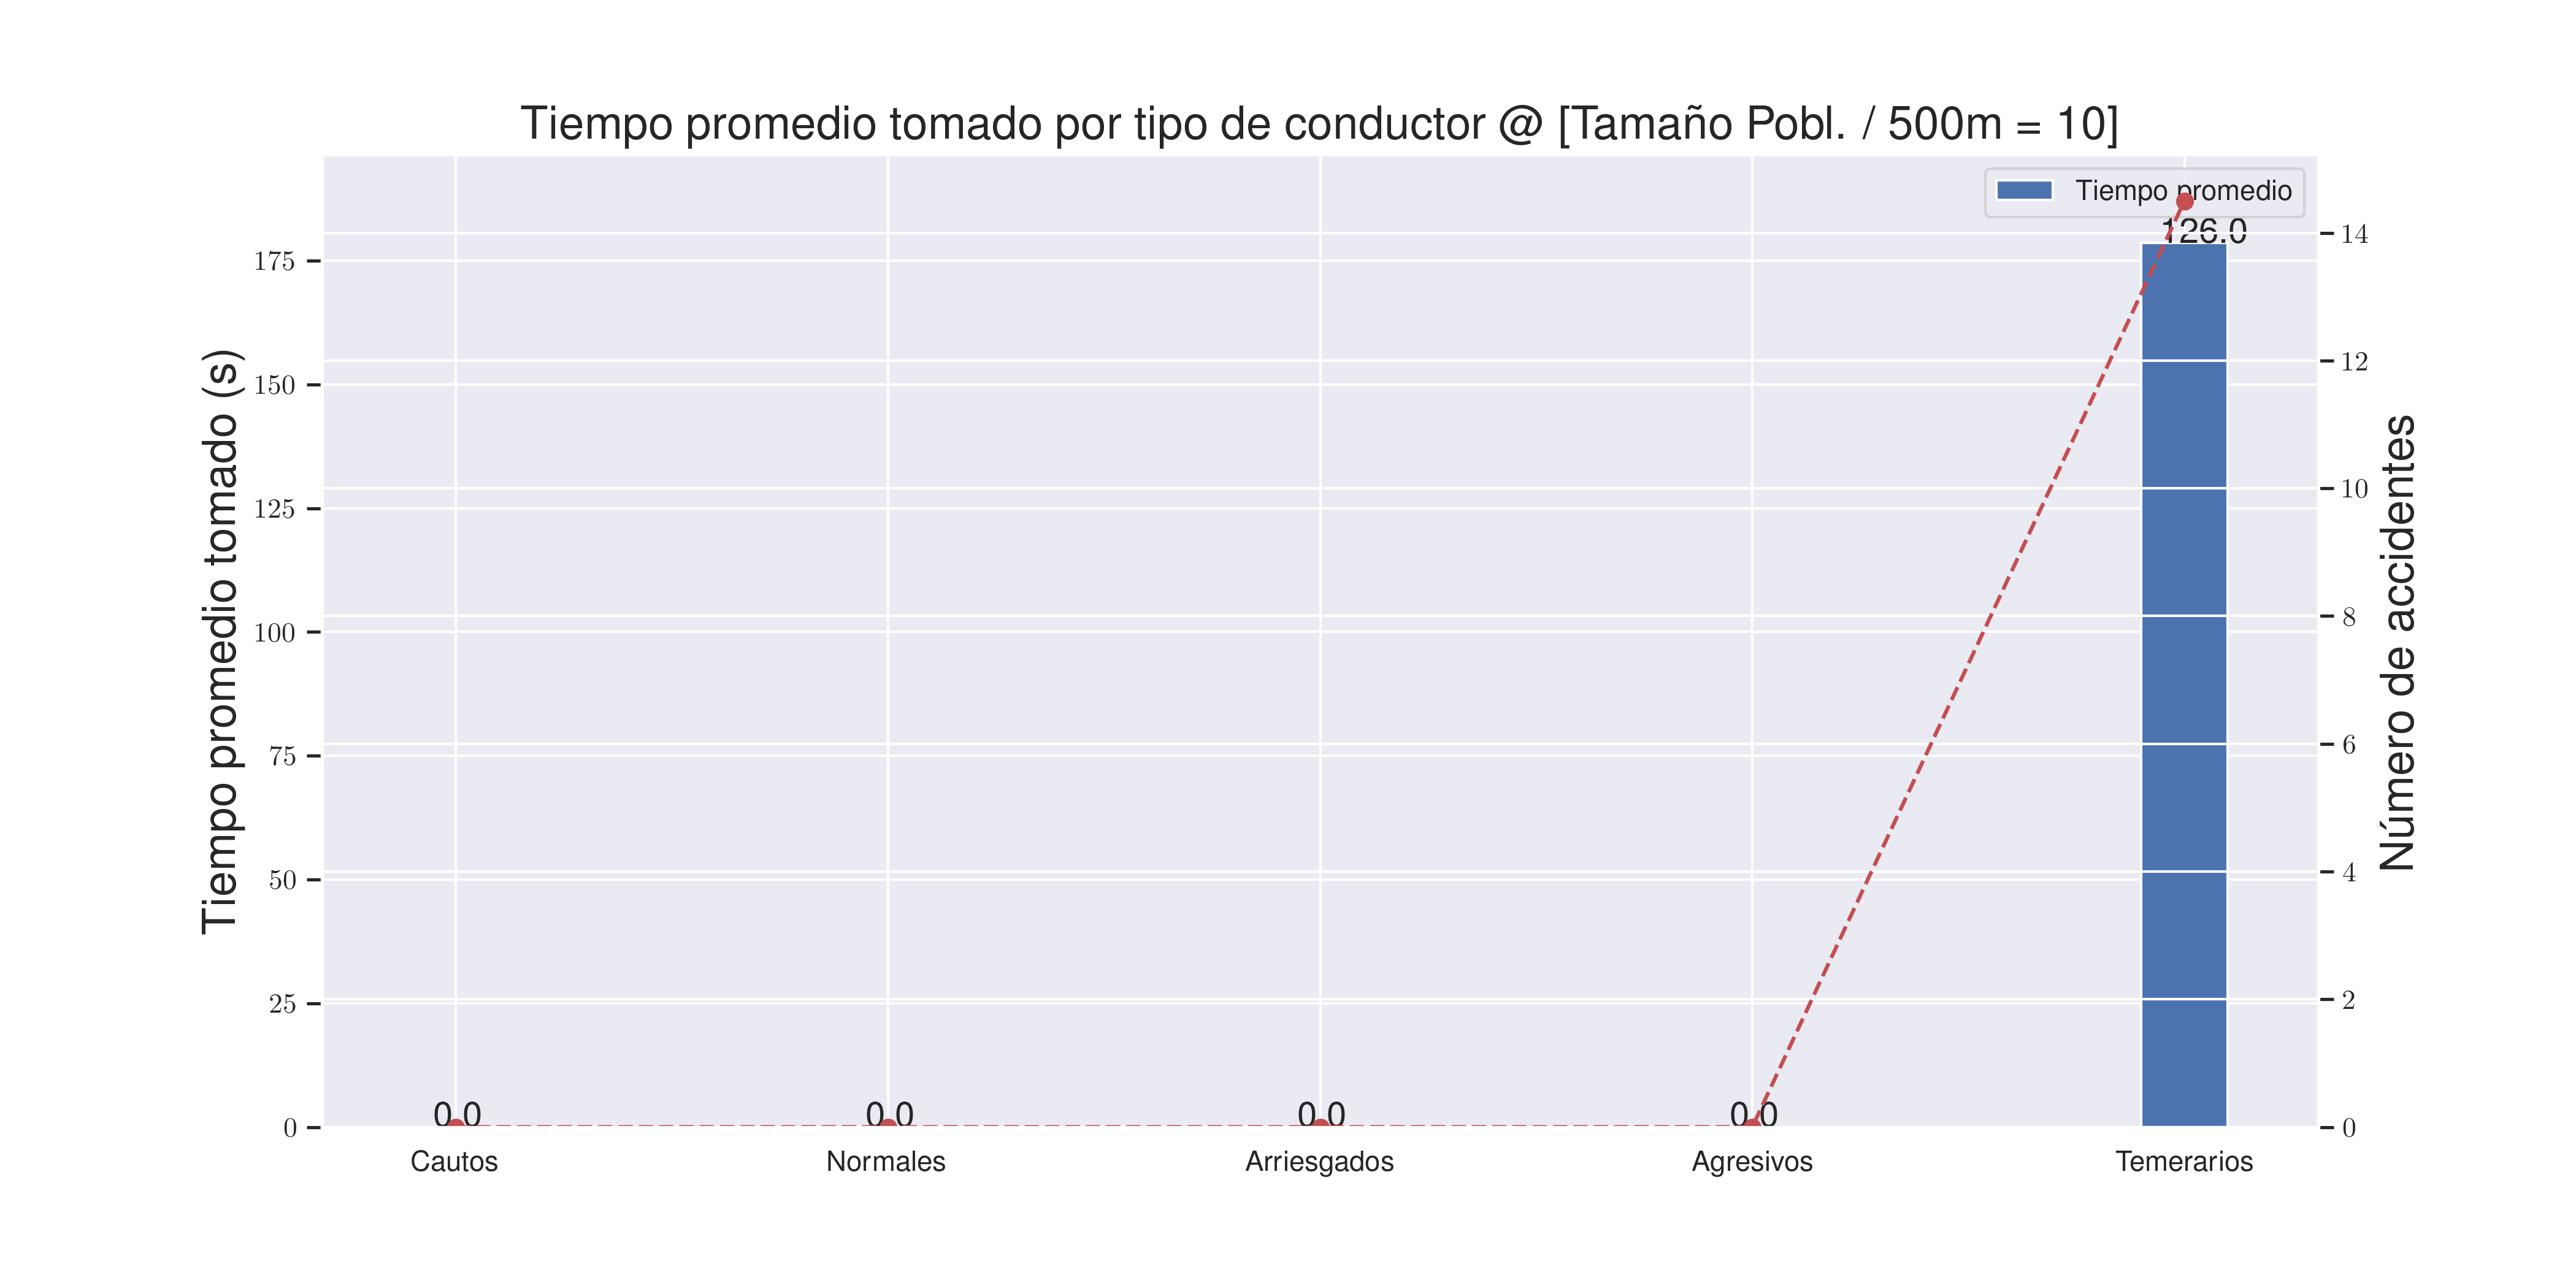 Tiempo promedio tomado por tipo de conductor @ [Tamaño Pobl. / 500m = 10]
Tiempo promedio
126.0
175
150
125
100
75
50
25
0
Tiempo promedio tomado (s)
14
12
10
8
6
4
2
0
Número de accidentes
0.0
0.0
0.0
0.0
Cautos
Normales
Arriesgados
Agresivos
Temerarios